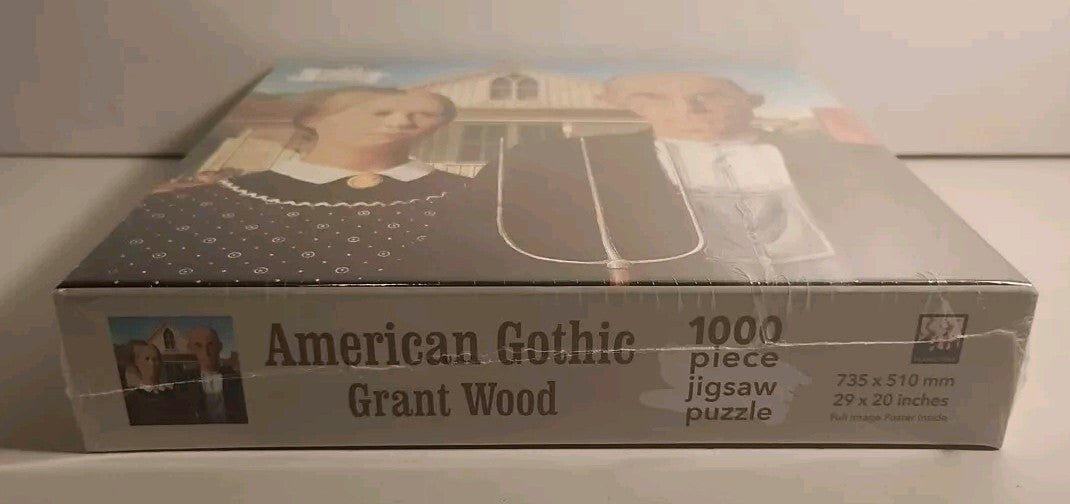 American Gothic
Grant Wood
1000
piece
jigsaw
puzzle
735 x 510 mm
29 x 20 inches
Full Image Poster Inside